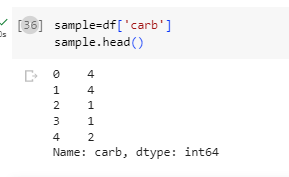 [36] sample=df['carb']
0s sample.head()
0 4
1 4
2 1
3 1
4 2
Name: carb, dtype: int64